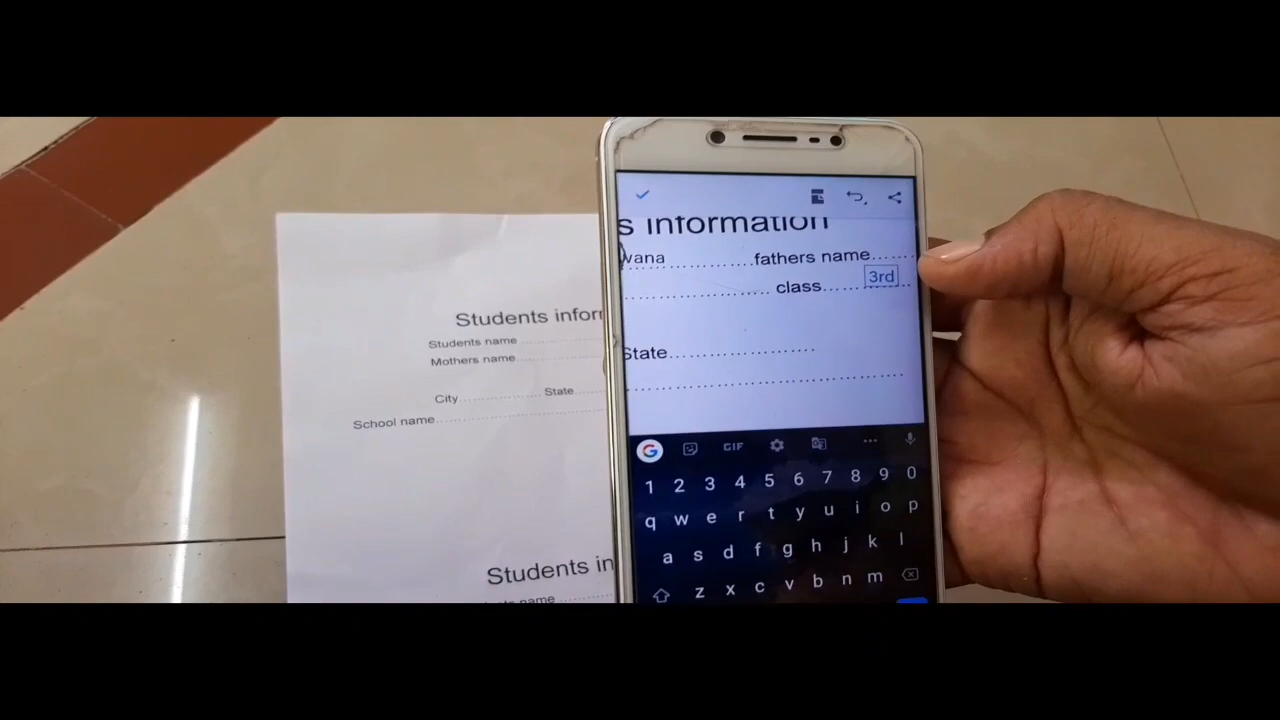 Students infor
Students name ..................
Mothers name..................
City.................. State......
School name..............................
Students in
name ............
s information
wana ..................fathers name.......
.............................. class........3rd....
State..............................
..................................................
G GIF
1 2 3 4 5 6 7 8 9 0
q w e r t y u i o p
a s d f g h j k l
z x c v b n m